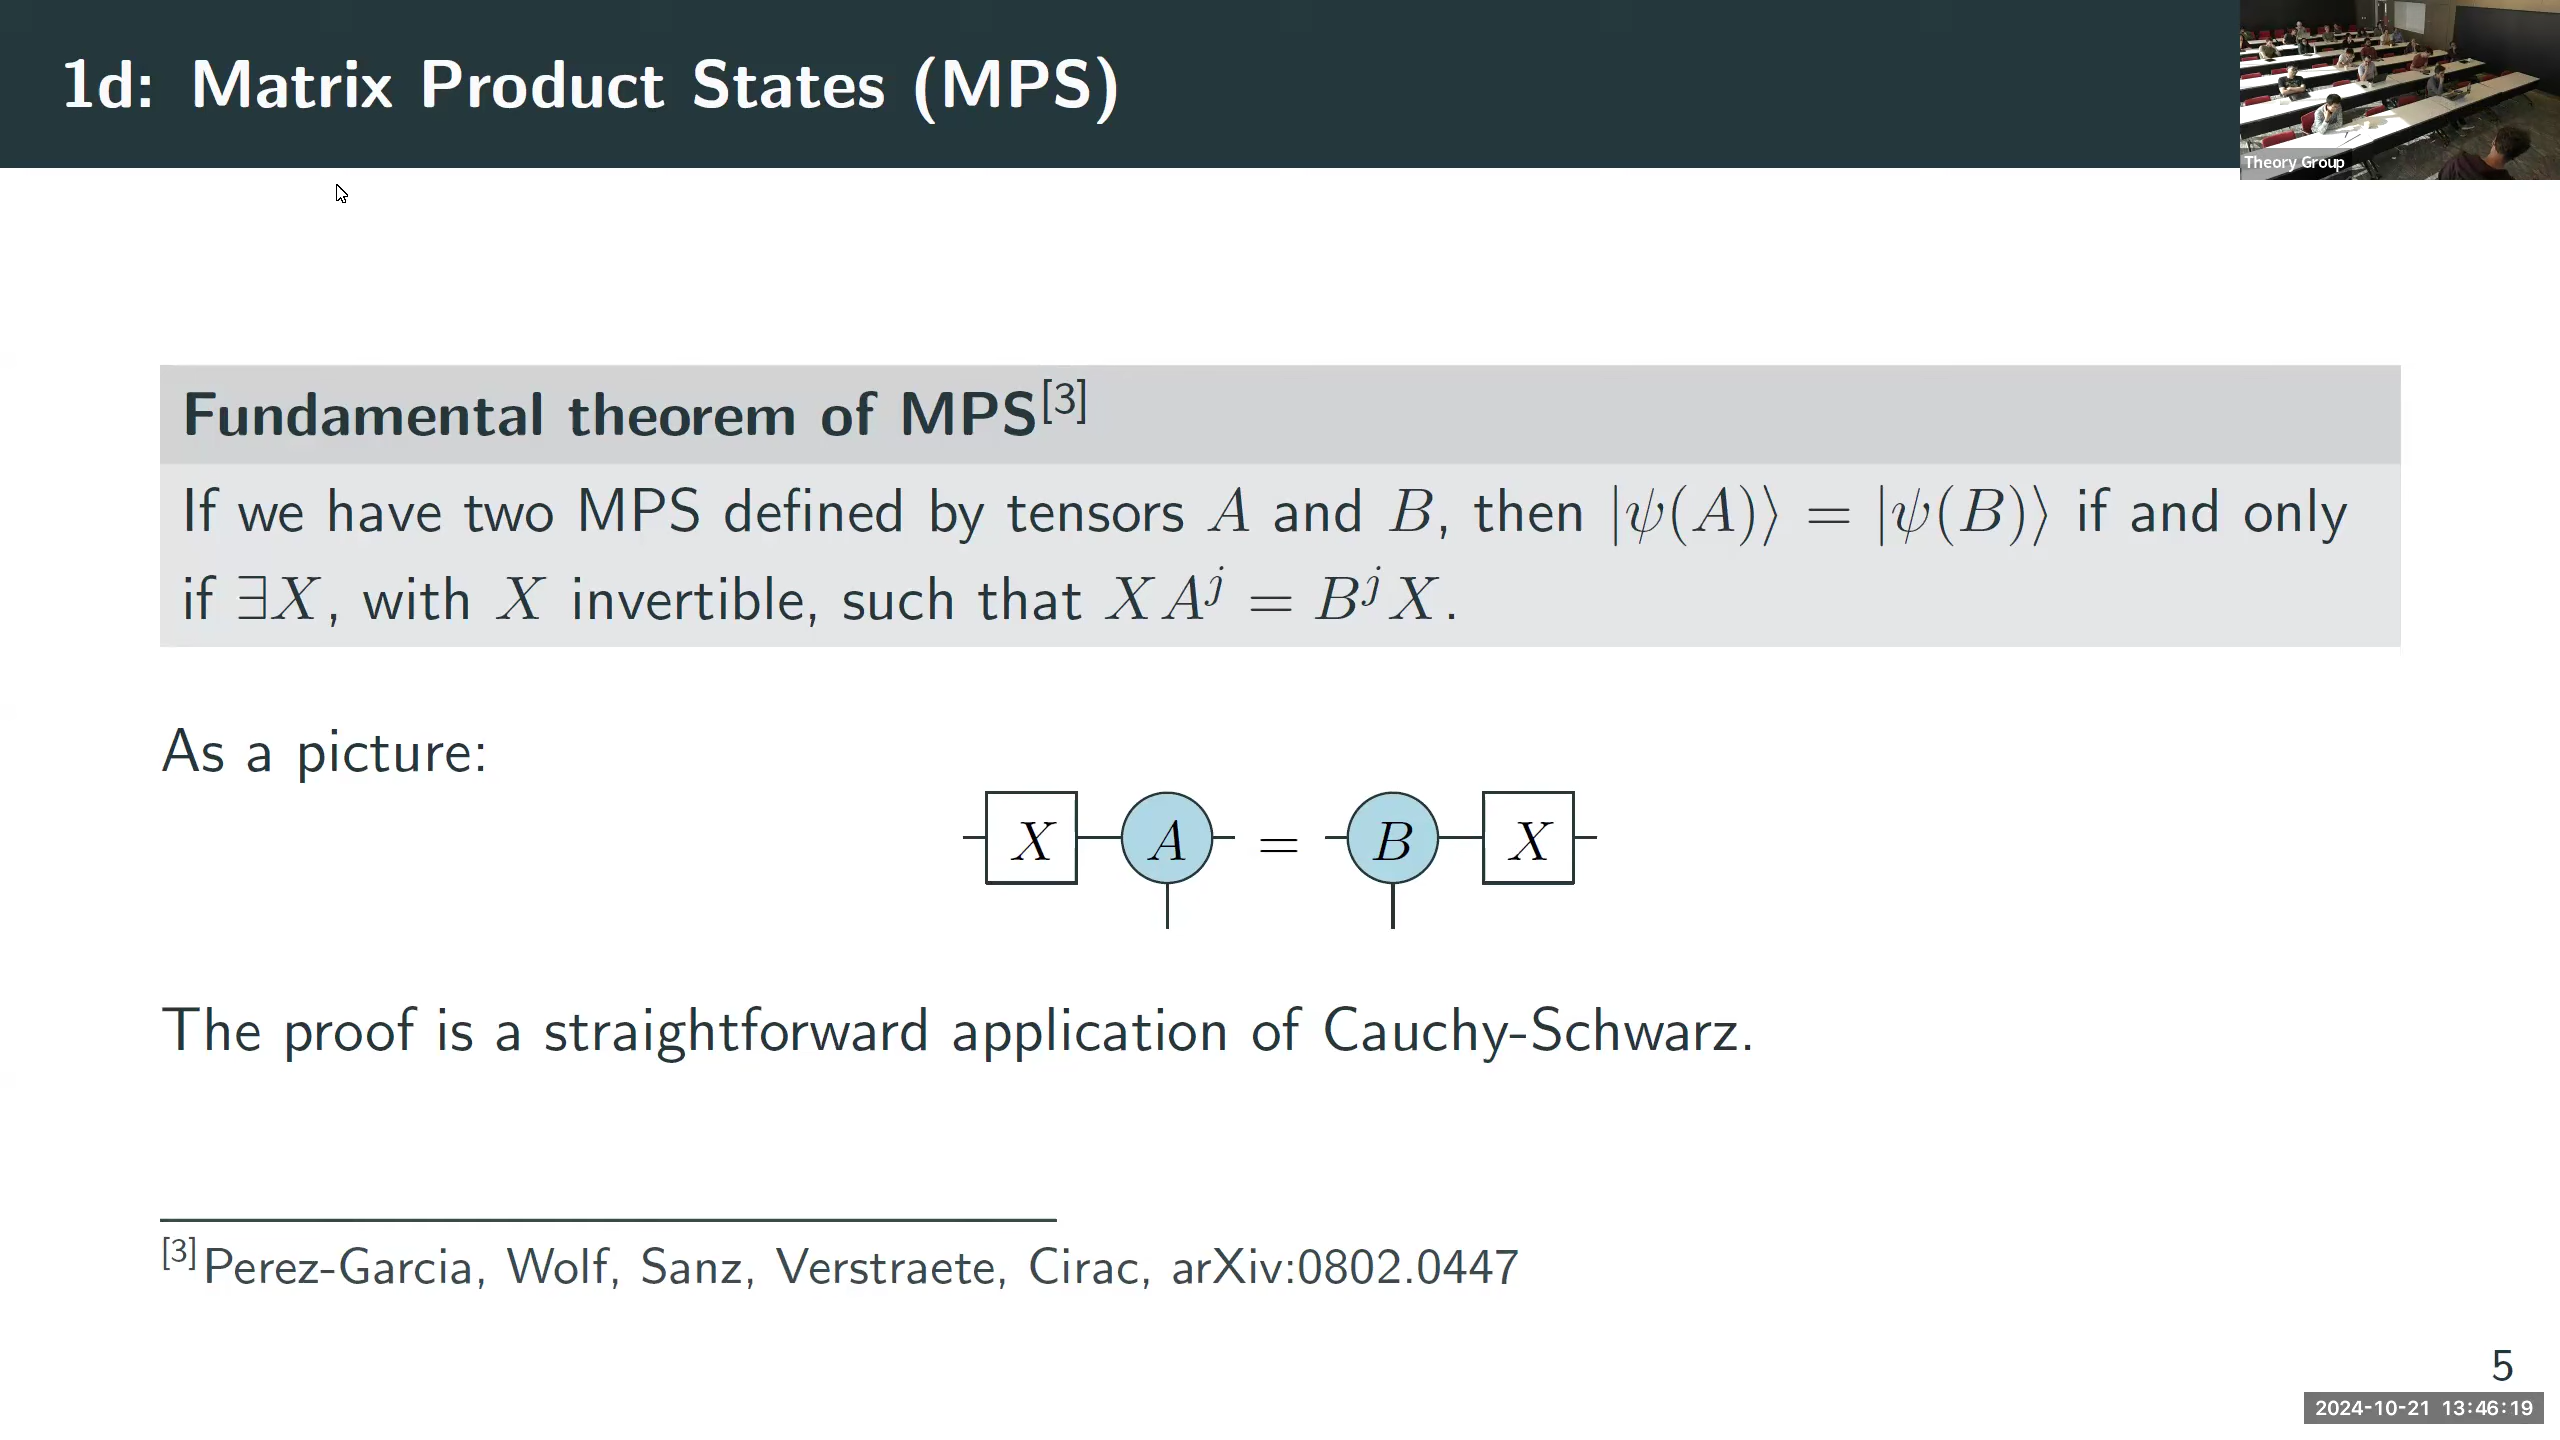 1d: Matrix Product States (MPS)
Theory Group
Fundamental theorem of MPS[3]
If we have two MPS defined by tensors A and B, then |ψ(A)⟩ = |ψ(B)⟩ if and only
if ∃X, with X invertible, such that XA^j = B^jX.
As a picture:
X A = B X
The proof is a straightforward application of Cauchy-Schwarz.
[3]Perez-Garcia, Wolf, Sanz, Verstraete, Cirac, arXiv:0802.0447
5
2024-10-21 13:46:19